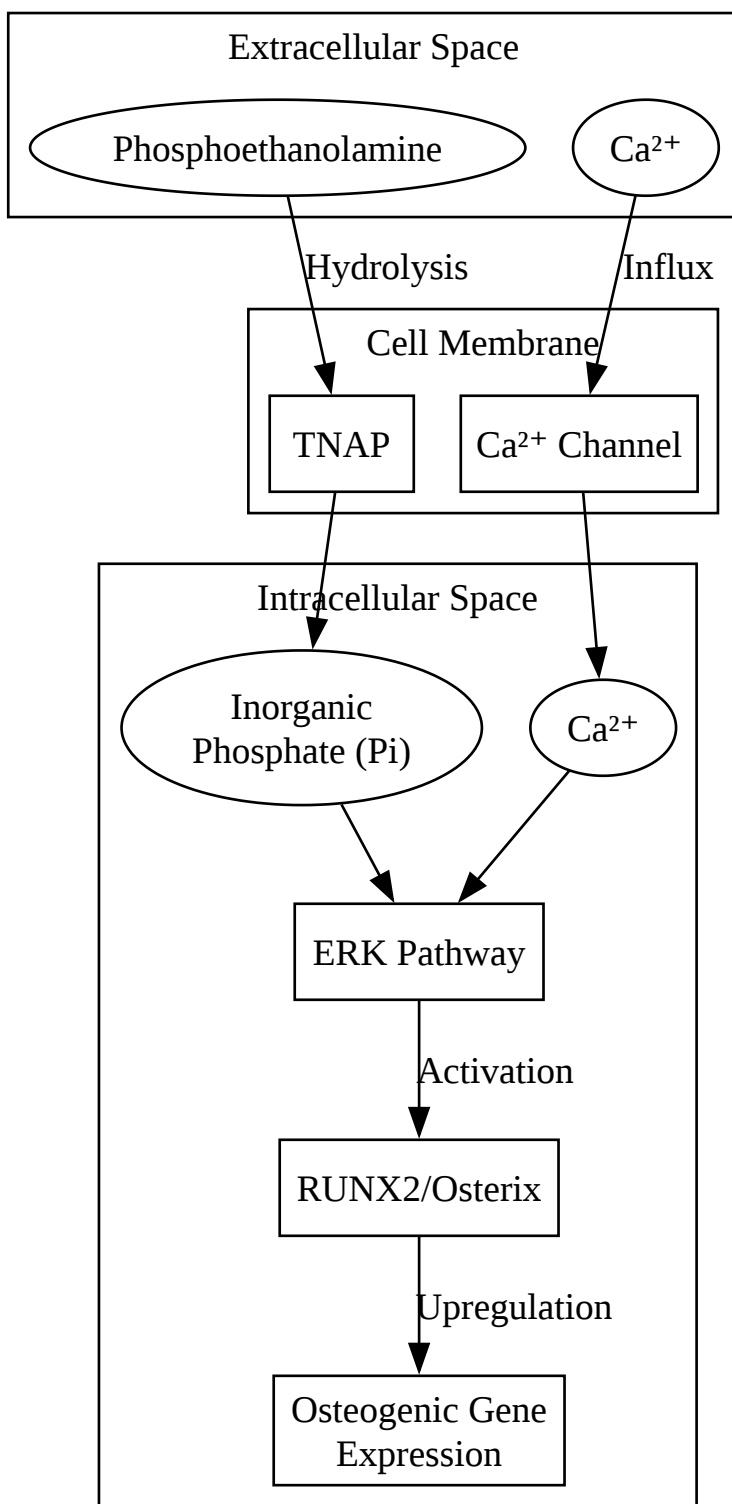 Extracellular Space
Phosphoethanolamine
Ca²⁺
Hydrolysis
Influx
Cell Membrane
TNAP
Ca²⁺ Channel
Intracellular Space
Inorganic
Phosphate (Pi)
Ca²⁺
ERK Pathway
Activation
RUNX2/Osterix
Upregulation
Osteogenic Gene
Expression